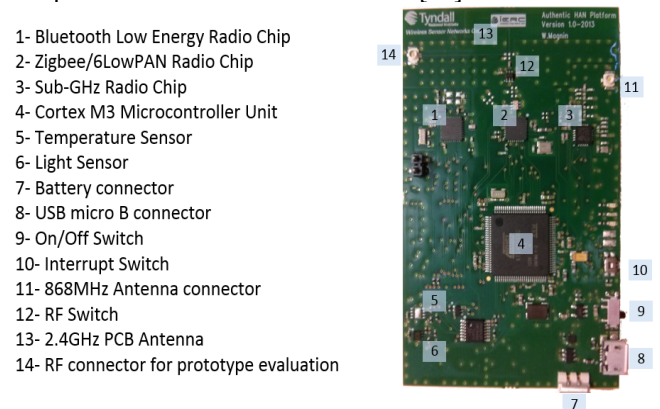 1- Bluetooth Low Energy Radio Chip
2- Zigbee/6LowPAN Radio Chip
3- Sub-GHz Radio Chip
4- Cortex M3 Microcontroller Unit
5- Temperature Sensor
6- Light Sensor
7- Battery connector
8- USB micro B connector
9- On/Off Switch
10- Interrupt Switch
11- 868MHz Antenna connector
12- RF Switch
13- 2.4GHz PCB Antenna
14- RF connector for prototype evaluation
Tyndall
Wireless Sensor Networks
Authentic HAN Platform
Version 1.0-2013
W.Magnin
13
14
12
11
1
2
3
4
10
5
9
6
8
7